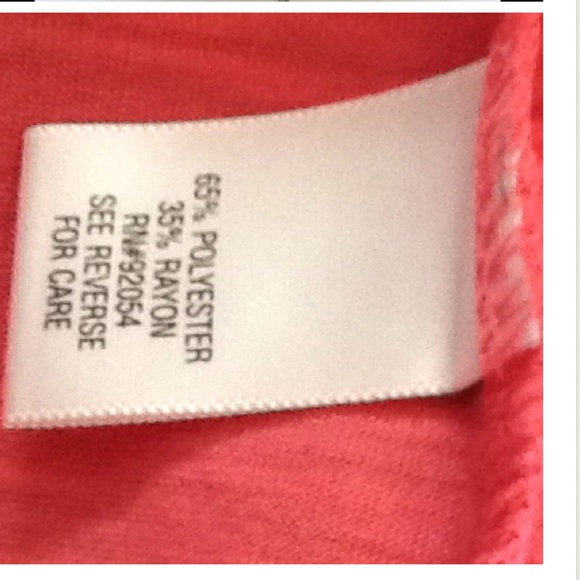 65% POLYESTER
35% RAYON
RN#92054
SEE REVERSE
FOR CARE